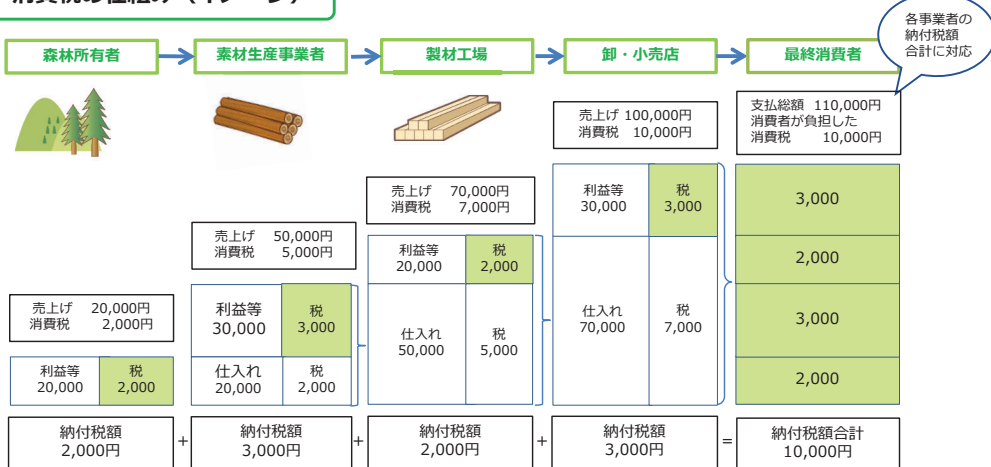 各事業者の
納付税額
合計に対応
森林所有者
素材生産事業者
製材工場
卸・小売店
最終消費者
売上げ 100,000円
消費税 10,000円
支払総額 110,000円
消費者が負担した
消費税 10,000円
売上げ 70,000円
消費税 7,000円
利益等
30,000
税
3,000
3,000
売上げ 50,000円
消費税 5,000円
利益等
20,000
税
2,000
2,000
売上げ 20,000円
消費税 2,000円
利益等
30,000
税
3,000
仕入れ
50,000
税
5,000
仕入れ
70,000
税
7,000
3,000
利益等
20,000
税
2,000
仕入れ
20,000
税
2,000
2,000
納付税額
2,000円
+
納付税額
3,000円
+
納付税額
2,000円
+
納付税額
3,000円
=
納付税額合計
10,000円